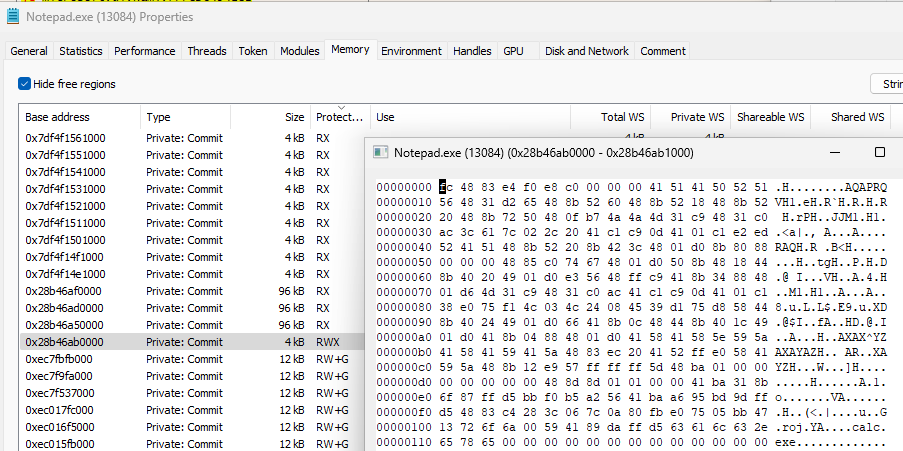 Notepad.exe (13084) Properties
General Statistics Performance Threads Token Modules Memory Environment Handles GPU Disk and Network Comment
Hide free regions
Base address Type Size Protect... Use Total WS Private WS Shareable WS Shared WS
0x7df4f1561000 Private: Commit 4 kB RX
0x7df4f1551000 Private: Commit 4 kB RX
0x7df4f1541000 Private: Commit 4 kB RX
0x7df4f1531000 Private: Commit 4 kB RX
0x7df4f1521000 Private: Commit 4 kB RX
0x7df4f1511000 Private: Commit 4 kB RX
0x7df4f1501000 Private: Commit 4 kB RX
0x7df4f14f1000 Private: Commit 4 kB RX
0x7df4f14e1000 Private: Commit 4 kB RX
0x28b46af0000 Private: Commit 96 kB RX
0x28b46ad0000 Private: Commit 96 kB RX
0x28b46a50000 Private: Commit 96 kB RX
0x28b46ab0000 Private: Commit 4 kB RWX
0xec7fbfb000 Private: Commit 12 kB RW+G
0xec7f9fa000 Private: Commit 12 kB RW+G
0xec7f537000 Private: Commit 12 kB RW+G
0xec017fc000 Private: Commit 12 kB RW+G
0xec016f5000 Private: Commit 12 kB RW+G
0xec015fb000 Private: Commit 12 kB RW+G
Notepad.exe (13084) (0x28b46ab0000 - 0x28b46ab1000)
00000000 fc 48 83 e4 f0 e8 c0 00 00 00 41 51 41 50 52 51 .H........AQAPRQ
00000010 56 48 31 d2 65 48 8b 52 60 48 8b 52 18 48 8b 52 VH1.eH.R`H.R.H.R
00000020 20 48 8b 72 50 48 0f b7 4a 4a 4d 31 c9 48 31 c0  H.rPH..JJM1.H1.
00000030 ac 3c 61 7c 02 2c 20 41 c1 c9 0d 41 01 c1 e2 ed .<a|., A...A....
00000040 52 41 51 48 8b 52 20 8b 42 3c 48 01 d0 8b 80 88 RAQH.R .B<H.....
00000050 00 00 00 48 85 c0 74 67 48 01 d0 50 8b 48 18 44 ...H..tgH..P.H.D
00000060 8b 40 20 49 01 d0 e3 56 48 ff c9 41 8b 34 88 48 .@ I...VH..A.4.H
00000070 01 d6 4d 31 c9 48 31 c0 ac 41 c1 c9 0d 41 01 c1 ..M1.H1..A...A..
00000080 38 e0 75 f1 4c 03 4c 24 08 45 39 d1 75 d8 58 44 8.u.L.L$.E9.u.XD
00000090 8b 40 24 49 01 d0 66 41 8b 0c 48 44 8b 40 1c 49 .@$I..fA..HD.@.I
000000a0 01 d0 41 8b 04 88 48 01 d0 41 58 41 58 5e 59 5a ..A...H..AXAX^YZ
000000b0 41 58 41 59 41 5a 48 83 ec 20 41 52 ff e0 58 41 AXAYAZH.. AR..XA
000000c0 59 5a 48 8b 12 e9 57 ff ff ff 5d 48 ba 01 00 00 YZH...W...]H....
000000d0 00 00 00 00 00 48 8d 8d 01 01 00 00 41 ba 31 8b .....H......A.1.
000000e0 6f 87 ff d5 bb f0 b5 a2 56 41 ba a6 95 bd 9d ff o.......VA......
000000f0 d5 48 83 c4 28 3c 06 7c 0a 80 fb e0 75 05 bb 47 .H..(<.|....u..G
00000100 13 72 6f 6a 00 59 41 89 da ff d5 63 61 6c 63 2e .roj.YA....calc.
00000110 65 78 65 00 00 00 00 00 00 00 00 00 00 00 00 00 exe.............